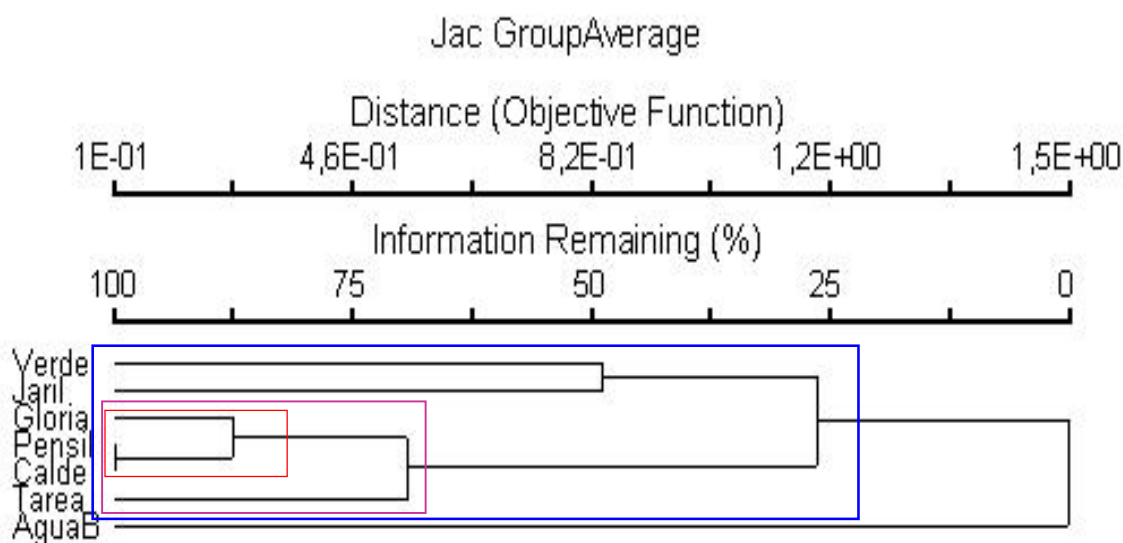 Jac GroupAverage
Distance (Objective Function)
1E-01 4,6E-01 8,2E-01 1,2E+00 1,5E+00
Information Remaining (%)
100 75 50 25 0
Verde
Jaril
Gloria
Pensil
Calde
Tarea
AguaB